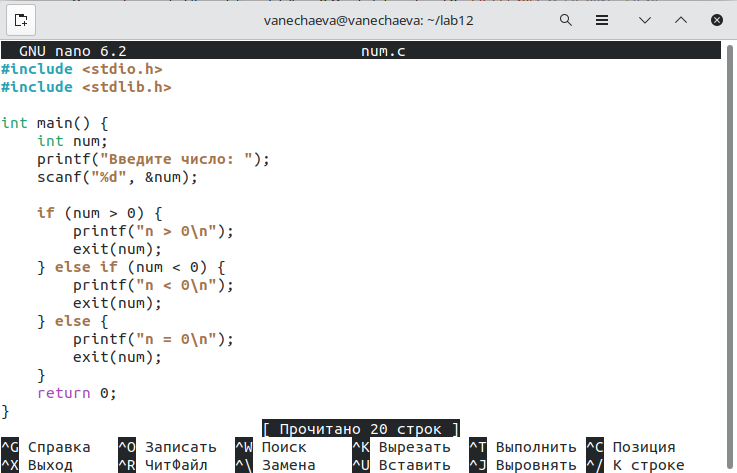 vanechaeva@vanechaeva: ~/lab12
GNU nano 6.2 num.c
#include <stdio.h>
#include <stdlib.h>
int main() {
    int num;
    printf("Введите число: ");
    scanf("%d", &num);
    if (num > 0) {
        printf("n > 0\n");
        exit(num);
    } else if (num < 0) {
        printf("n < 0\n");
        exit(num);
    } else {
        printf("n = 0\n");
        exit(num);
    }
    return 0;
}
[ Прочитано 20 строк ]
^G Справка ^O Записать ^W Поиск ^K Вырезать ^T Выполнить ^C Позиция
^X Выход ^R ЧитФайл ^\ Замена ^U Вставить ^J Выровнять ^/ К строке